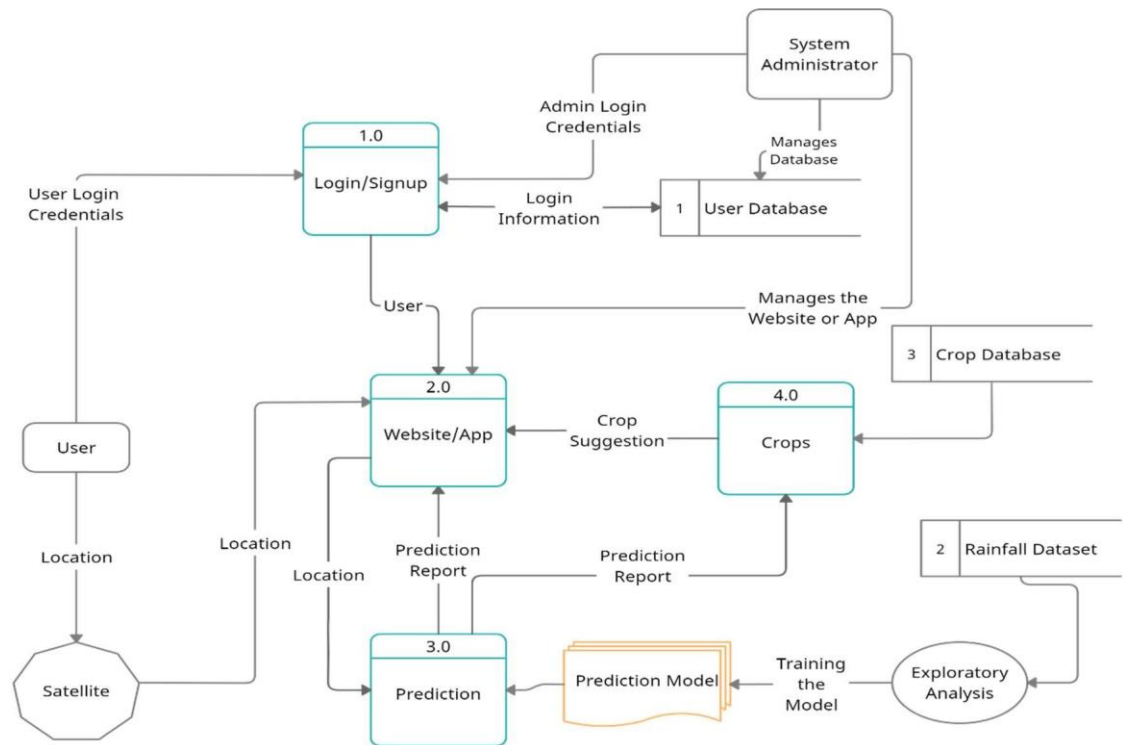 System
Administrator
Admin Login
Credentials
1.0
Login/Signup
Manages
Database
User Login
Credentials
Login
Information
1
User Database
User
Manages the
Website or App
3
Crop Database
2.0
Website/App
4.0
Crops
Crop
Suggestion
User
Location
Location
Location
Prediction
Report
Prediction
Report
2
Rainfall Dataset
3.0
Prediction
Satellite
Prediction Model
Training
the
Model
Exploratory
Analysis